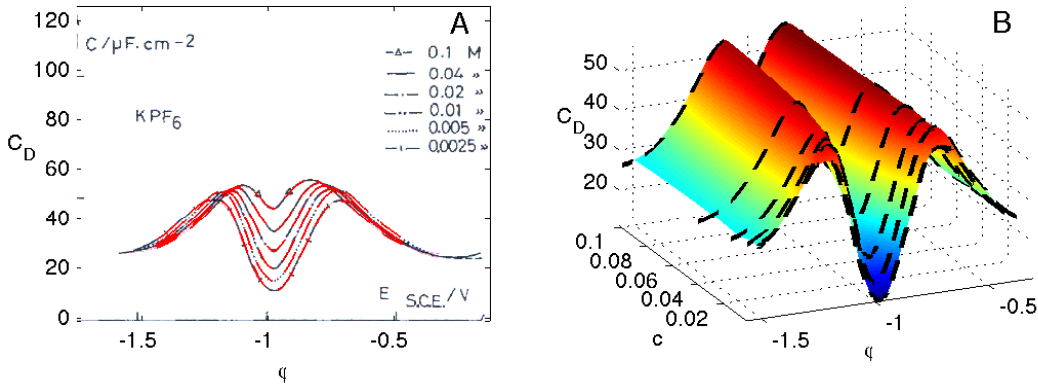 A
C/μF.cm-2
KPF6
0.1 M
0.04 »
0.02 »
0.01 »
0.005 »
0.0025 »
E S.C.E./V
120
100
80
60
40
20
0
CD
-1.5
-1
-0.5
φ
B
50
40
30
20
CD
0.1
0.08
0.06
0.04
0.02
c
-1.5
-1
-0.5
φ